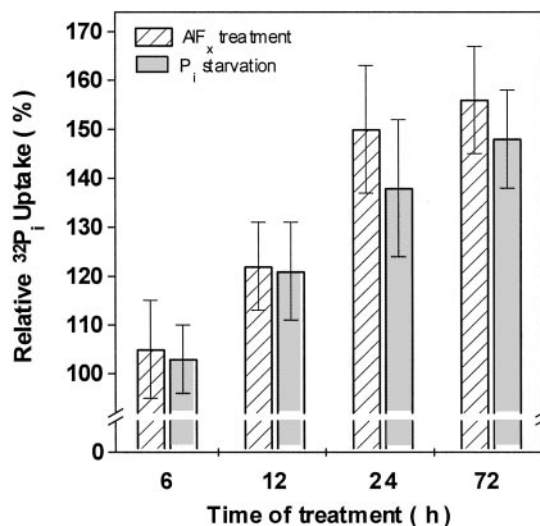 AlFx treatment
Pi starvation
Relative 32Pi Uptake ( % )
170
160
150
140
130
120
110
100
0
6 12 24 72
Time of treatment ( h )